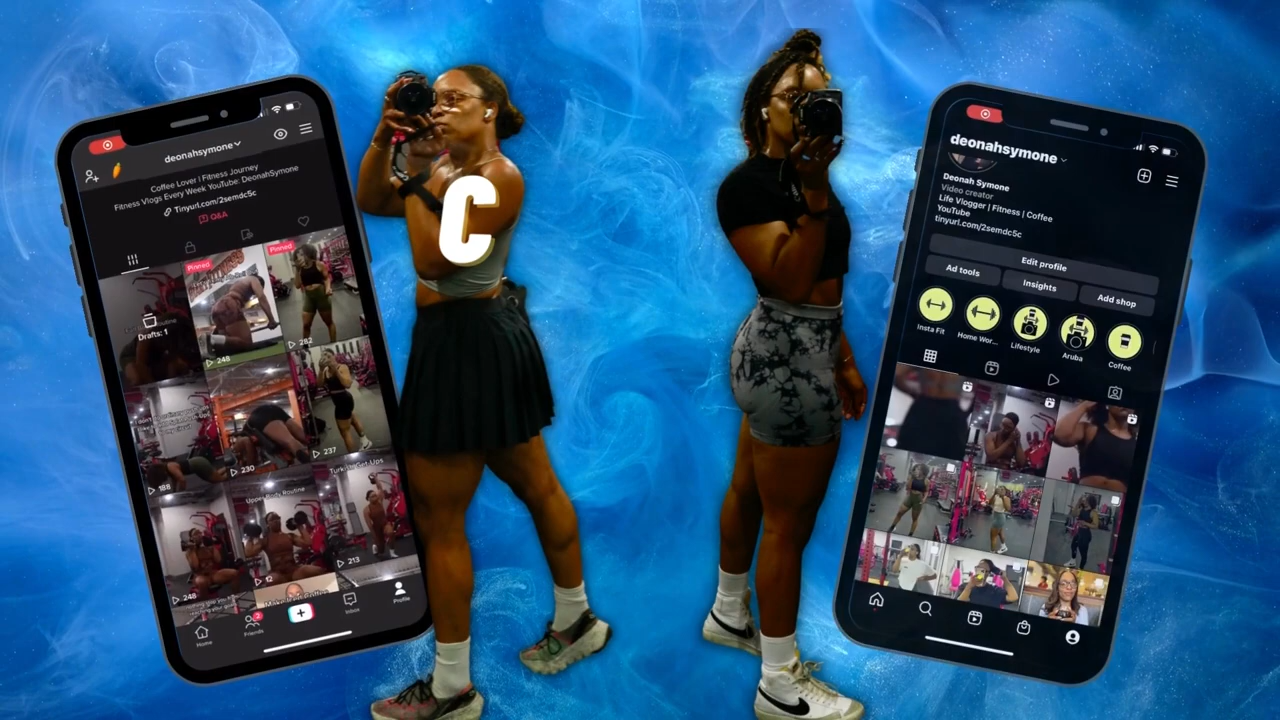 deonahsymone
Coffee Lover | Fitness Journey
Fitness Vlogs Every Week YouTube: DeonahSymone
Tinyurl.com/2semdc5c
Q&A
Pinned
Pinned
Drafts: 1
248
282
188
230
237
Upper Body Routine
Turkish Get-Ups
248
12
213
Home
Friends
2
Inbox
Profile
C
deonahsymone
Deonah Symone
Video creator
Life Vlogger | Fitness | Coffee
YouTube
tinyurl.com/2semdc5c
Edit profile
Ad tools
Insights
Add shop
Insta Fit
Home Wor...
Lifestyle
Aruba
Coffee